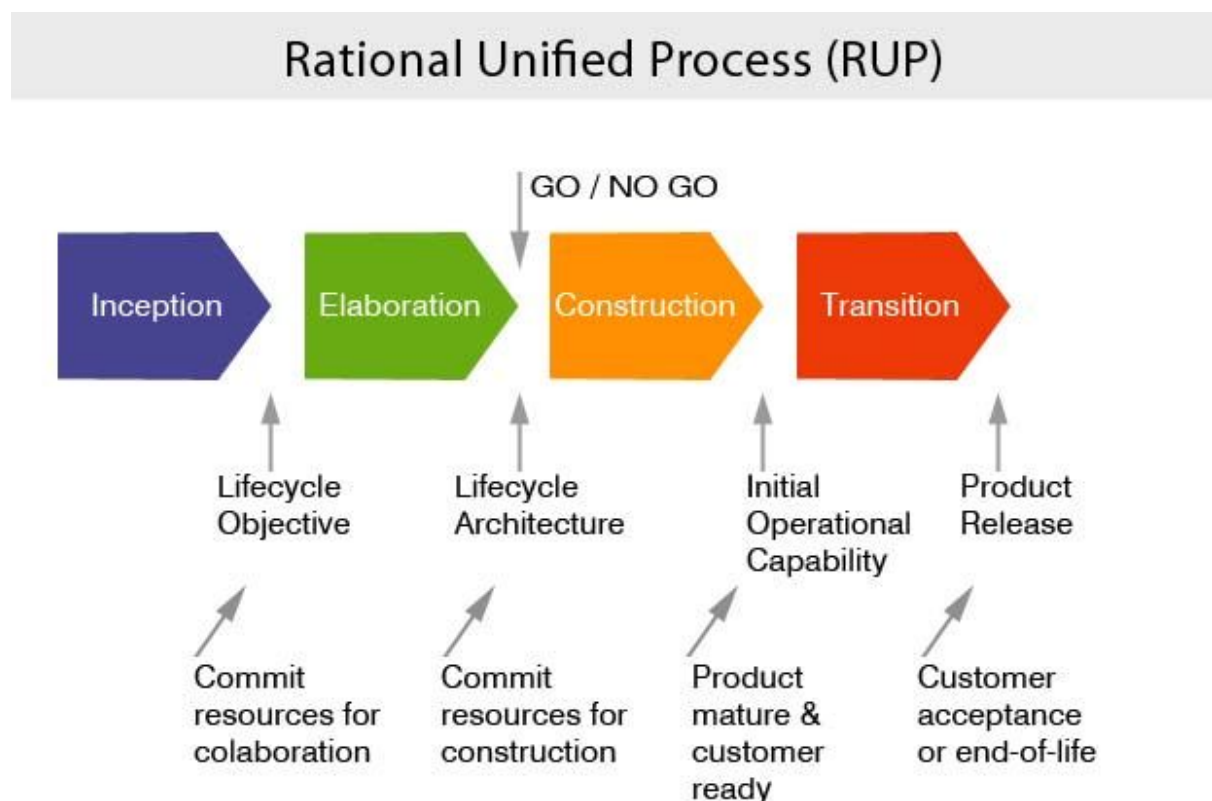 Rational Unified Process (RUP)
GO / NO GO
Inception
Elaboration
Construction
Transition
Lifecycle
Objective
Lifecycle
Architecture
Initial
Operational
Capability
Product
Release
Commit
resources for
colaboration
Commit
resources for
construction
Product
mature &
customer
ready
Customer
acceptance
or end-of-life